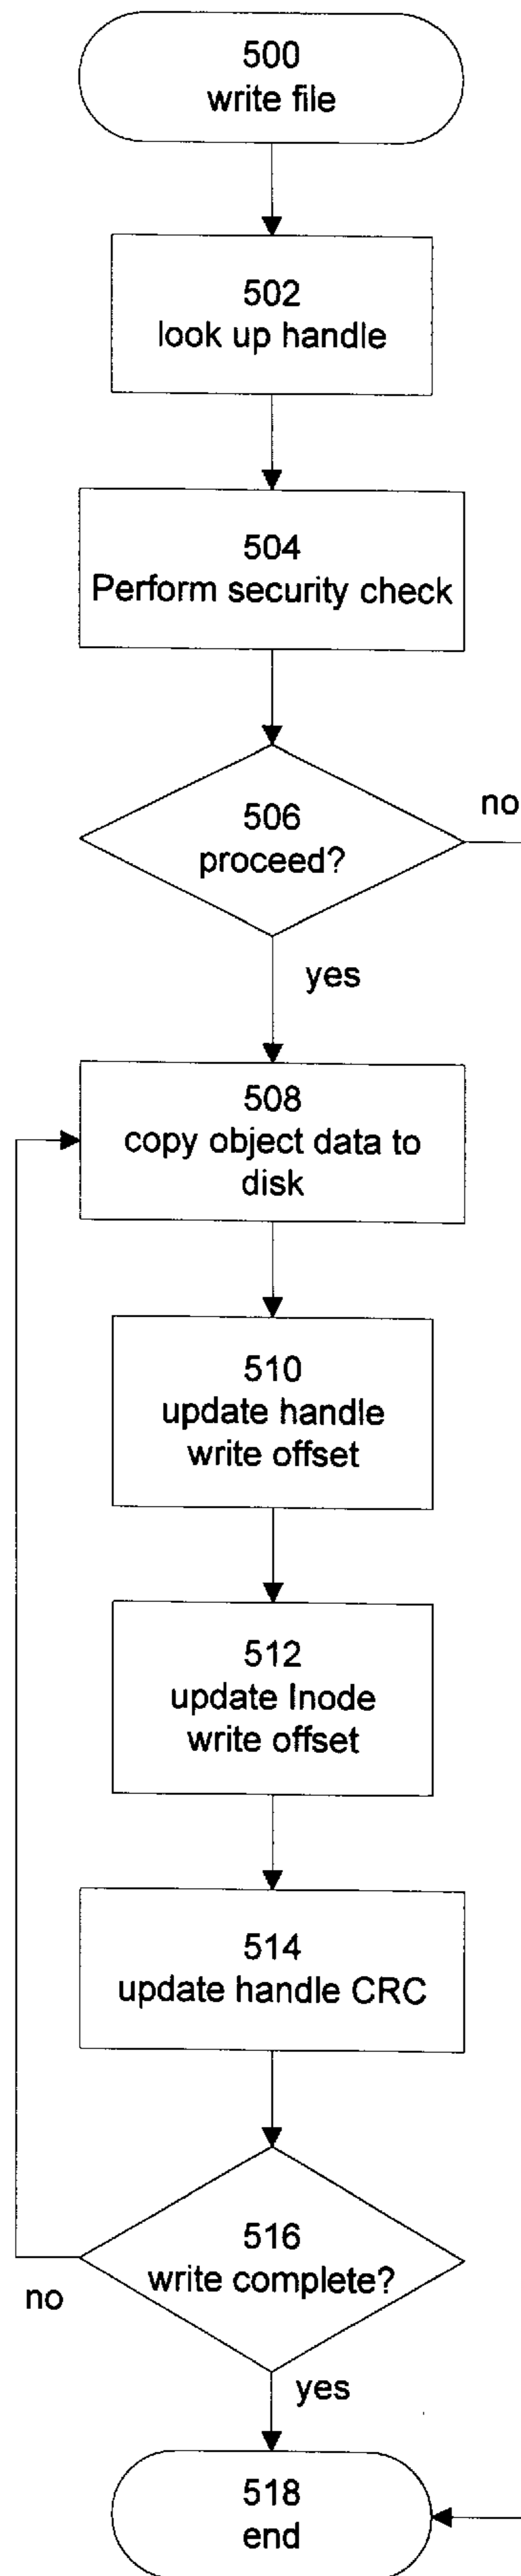 500
write file
502
look up handle
504
Perform security check
506
proceed?
no
yes
508
copy object data to
disk
510
update handle
write offset
512
update Inode
write offset
514
update handle CRC
516
write complete?
no
yes
518
end